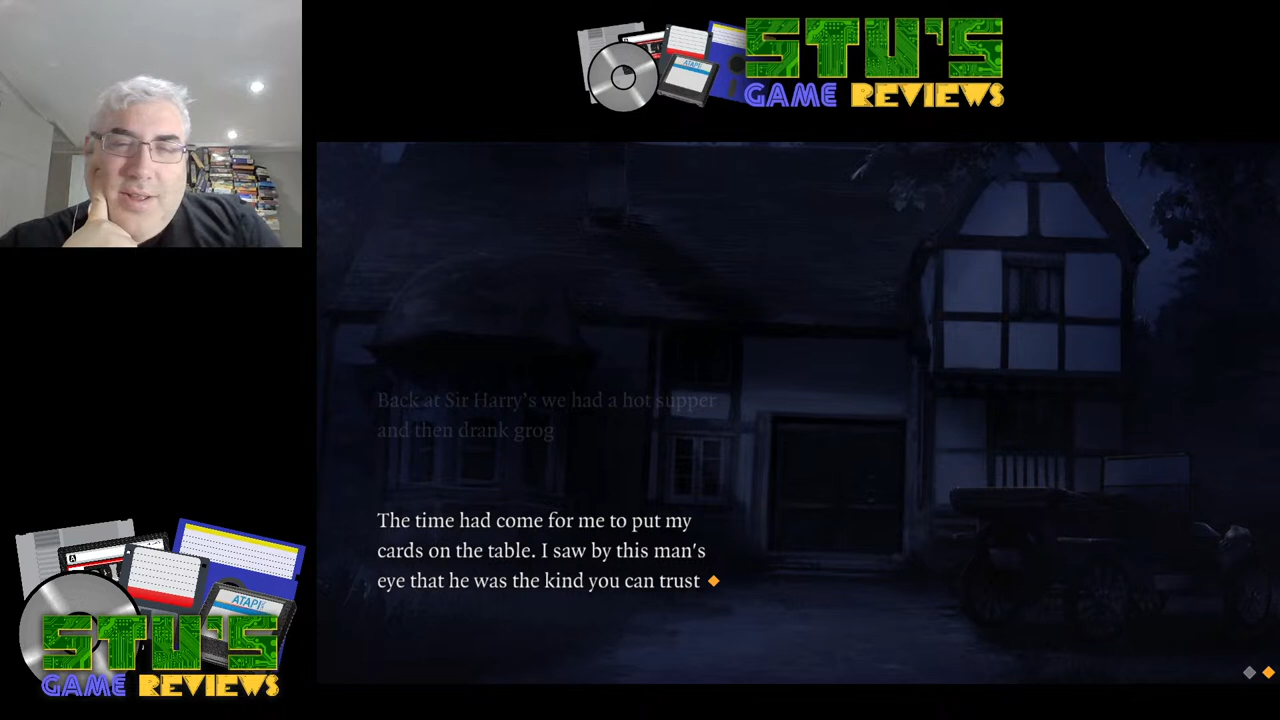 STU'S
GAME REVIEWS
ATAPI
Back at Sir Harry's we had a hot supper
and then drank grog
The time had come for me to put my
cards on the table. I saw by this man's
eye that he was the kind you can trust
A
ATAPI
STU'S
GAME REVIEWS